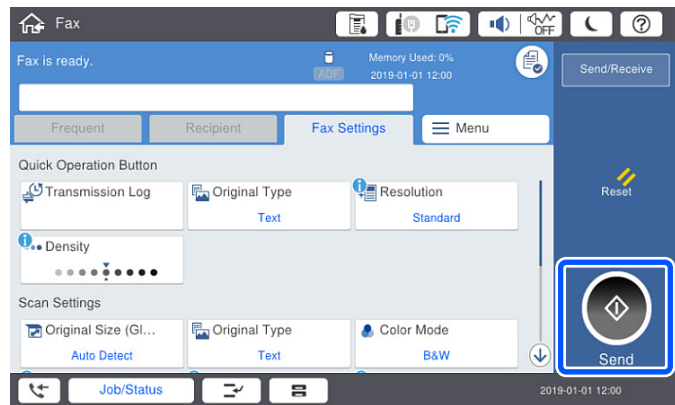 Fax
OFF
?
Fax is ready.
ADF
Memory Used: 0%
2019-01-01 12:00
Send/Receive
Frequent
Recipient
Fax Settings
Menu
Quick Operation Button
Transmission Log
Original Type
Text
i
Resolution
Standard
Reset
i
Density
Scan Settings
Original Size (Gl...
Auto Detect
Original Type
Text
Color Mode
B&W
Send
Job/Status
2019-01-01 12:00